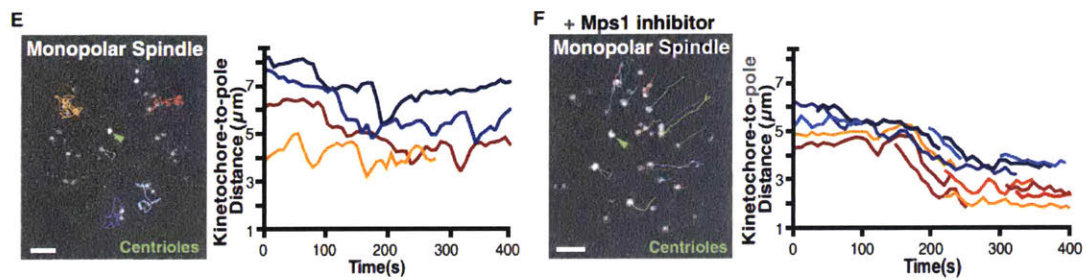 E
Monopolar Spindle
Centrioles
Kinetochore-to-pole
Distance (µm)
7
5
3
1
0 100 200 300 400
Time(s)
F + Mps1 inhibitor
Monopolar Spindle
Centrioles
Kinetochore-to-pole
Distance (µm)
7
5
3
1
0 100 200 300 400
Time(s)